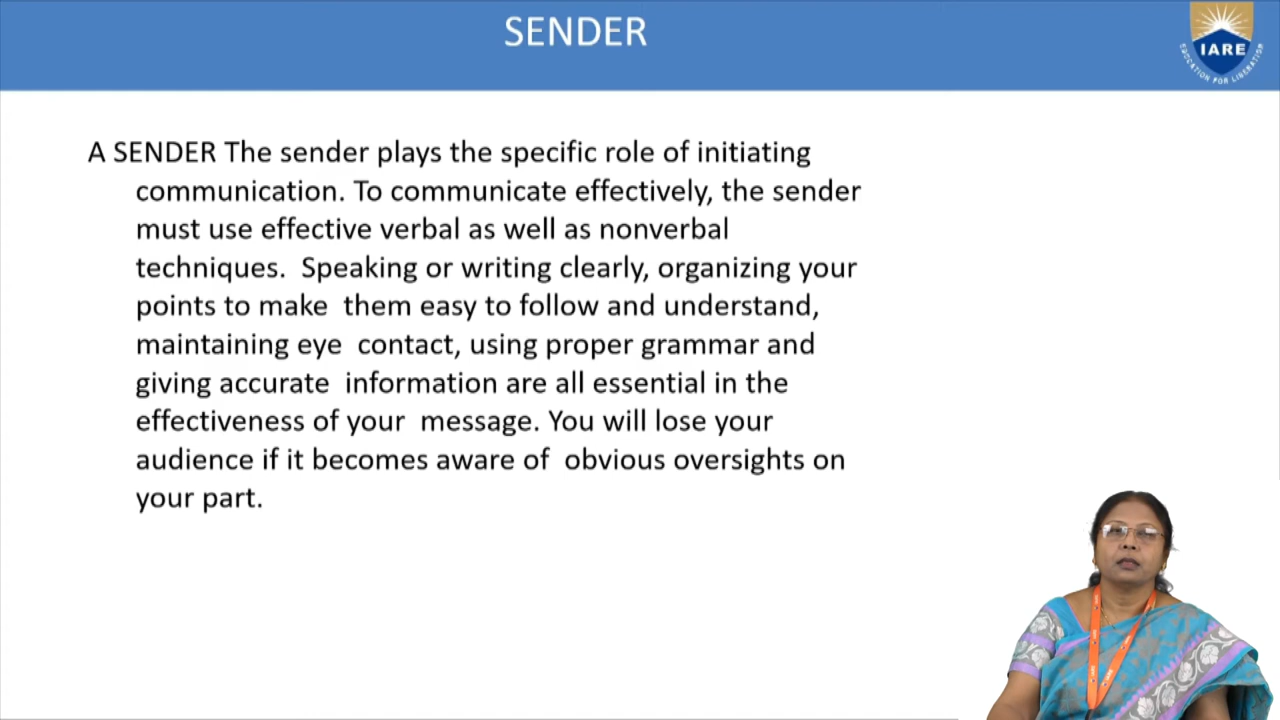 SENDER
IARE
EDUCATION FOR LIBERATION
A SENDER The sender plays the specific role of initiating
communication. To communicate effectively, the sender
must use effective verbal as well as nonverbal
techniques. Speaking or writing clearly, organizing your
points to make them easy to follow and understand,
maintaining eye contact, using proper grammar and
giving accurate information are all essential in the
effectiveness of your message. You will lose your
audience if it becomes aware of obvious oversights on
your part.